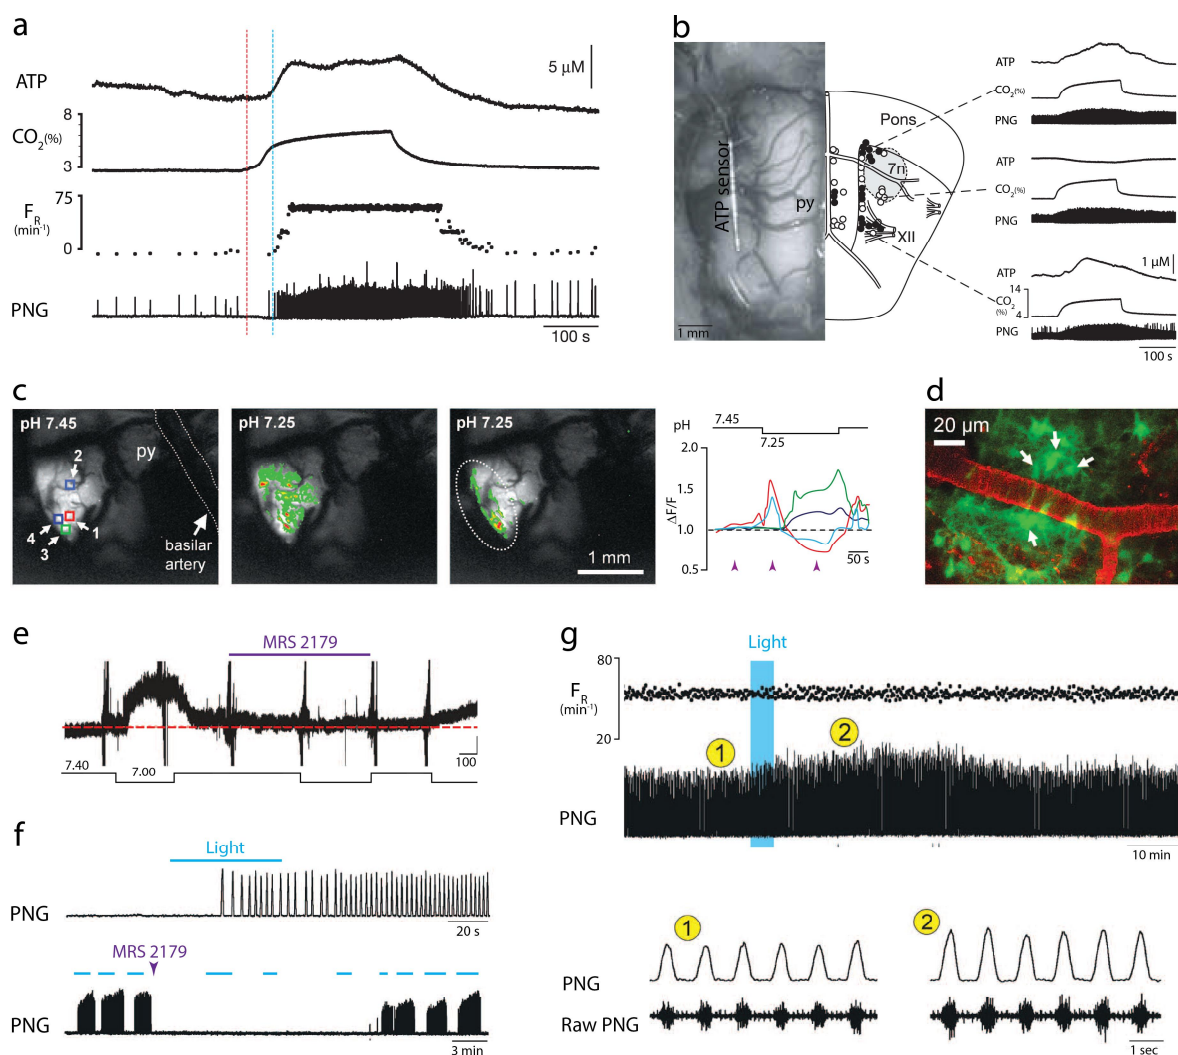 a
ATP
5 µM
CO2(%)
8
3
FR
(min-1)
75
0
PNG
100 s
b
ATP sensor
py
1 mm
Pons
7n
XII
ATP
CO2(%)
PNG
ATP
CO2(%)
PNG
ATP
1 µM
14
CO2
(%)
4
PNG
100 s
c
pH 7.45
py
2
4
3
1
basilar
artery
pH 7.25
pH 7.25
1 mm
pH
7.45
7.25
2.0
1.5
1.0
0.5
ΔF/F
50 s
d
20 µm
e
MRS 2179
7.40
7.00
100
f
Light
PNG
20 s
MRS 2179
PNG
3 min
g
Light
80
FR
(min-1)
20
1
2
PNG
10 min
1
2
PNG
Raw PNG
1 sec